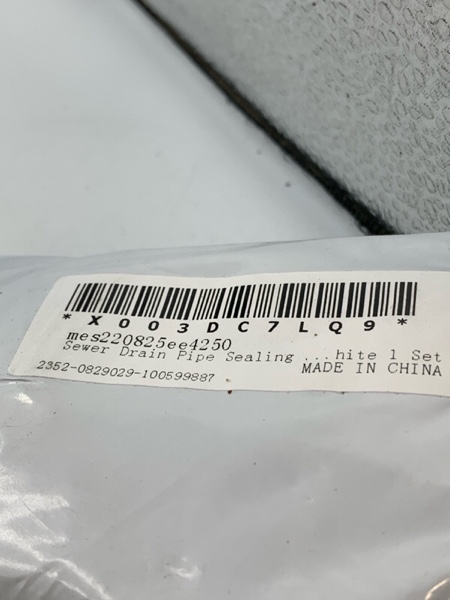 *X003DC7LQ9*
mes220825ee4250
Sewer Drain Pipe Sealing ...hite 1 Set
2352-0829029-100599887 MADE IN CHINA